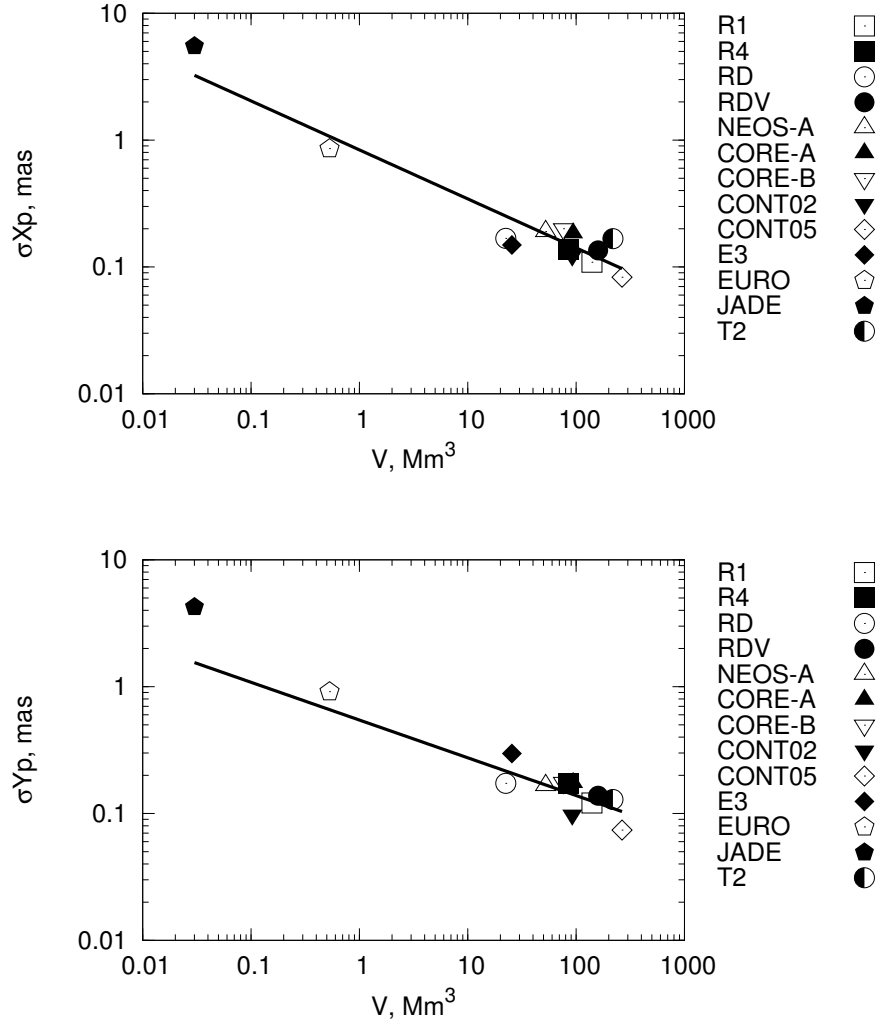 10
1
0.1
0.01
σXp, mas
0.01 0.1 1 10 100 1000
V, Mm³
R1
R4
RD
RDV
NEOS-A
CORE-A
CORE-B
CONT02
CONT05
E3
EURO
JADE
T2
10
1
0.1
0.01
σYp, mas
0.01 0.1 1 10 100 1000
V, Mm³
R1
R4
RD
RDV
NEOS-A
CORE-A
CORE-B
CONT02
CONT05
E3
EURO
JADE
T2